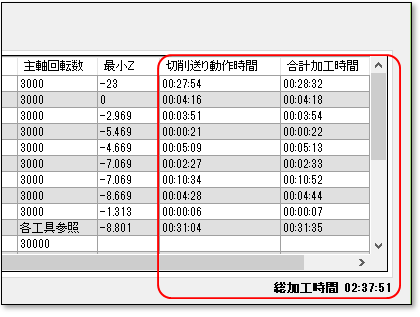 主軸回転数 最小Z 切削送り動作時間 合計加工時間
3000 -23 00:27:54 00:28:32
3000 0 00:04:16 00:04:18
3000 -2.969 00:03:51 00:03:54
3000 -5.469 00:00:21 00:00:22
3000 -4.669 00:05:09 00:05:13
3000 -7.069 00:02:27 00:02:33
3000 -7.069 00:10:34 00:10:52
3000 -8.669 00:04:28 00:04:44
3000 -1.313 00:00:06 00:00:07
各工具参照 -8.801 00:31:04 00:31:35
30000
総加工時間 02:37:51